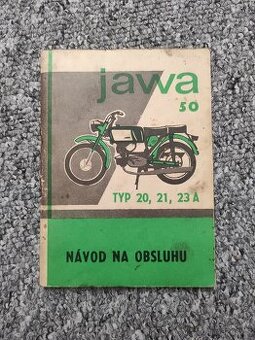 jawa
50
TYP 20, 21, 23 A
NÁVOD NA OBSLUHU